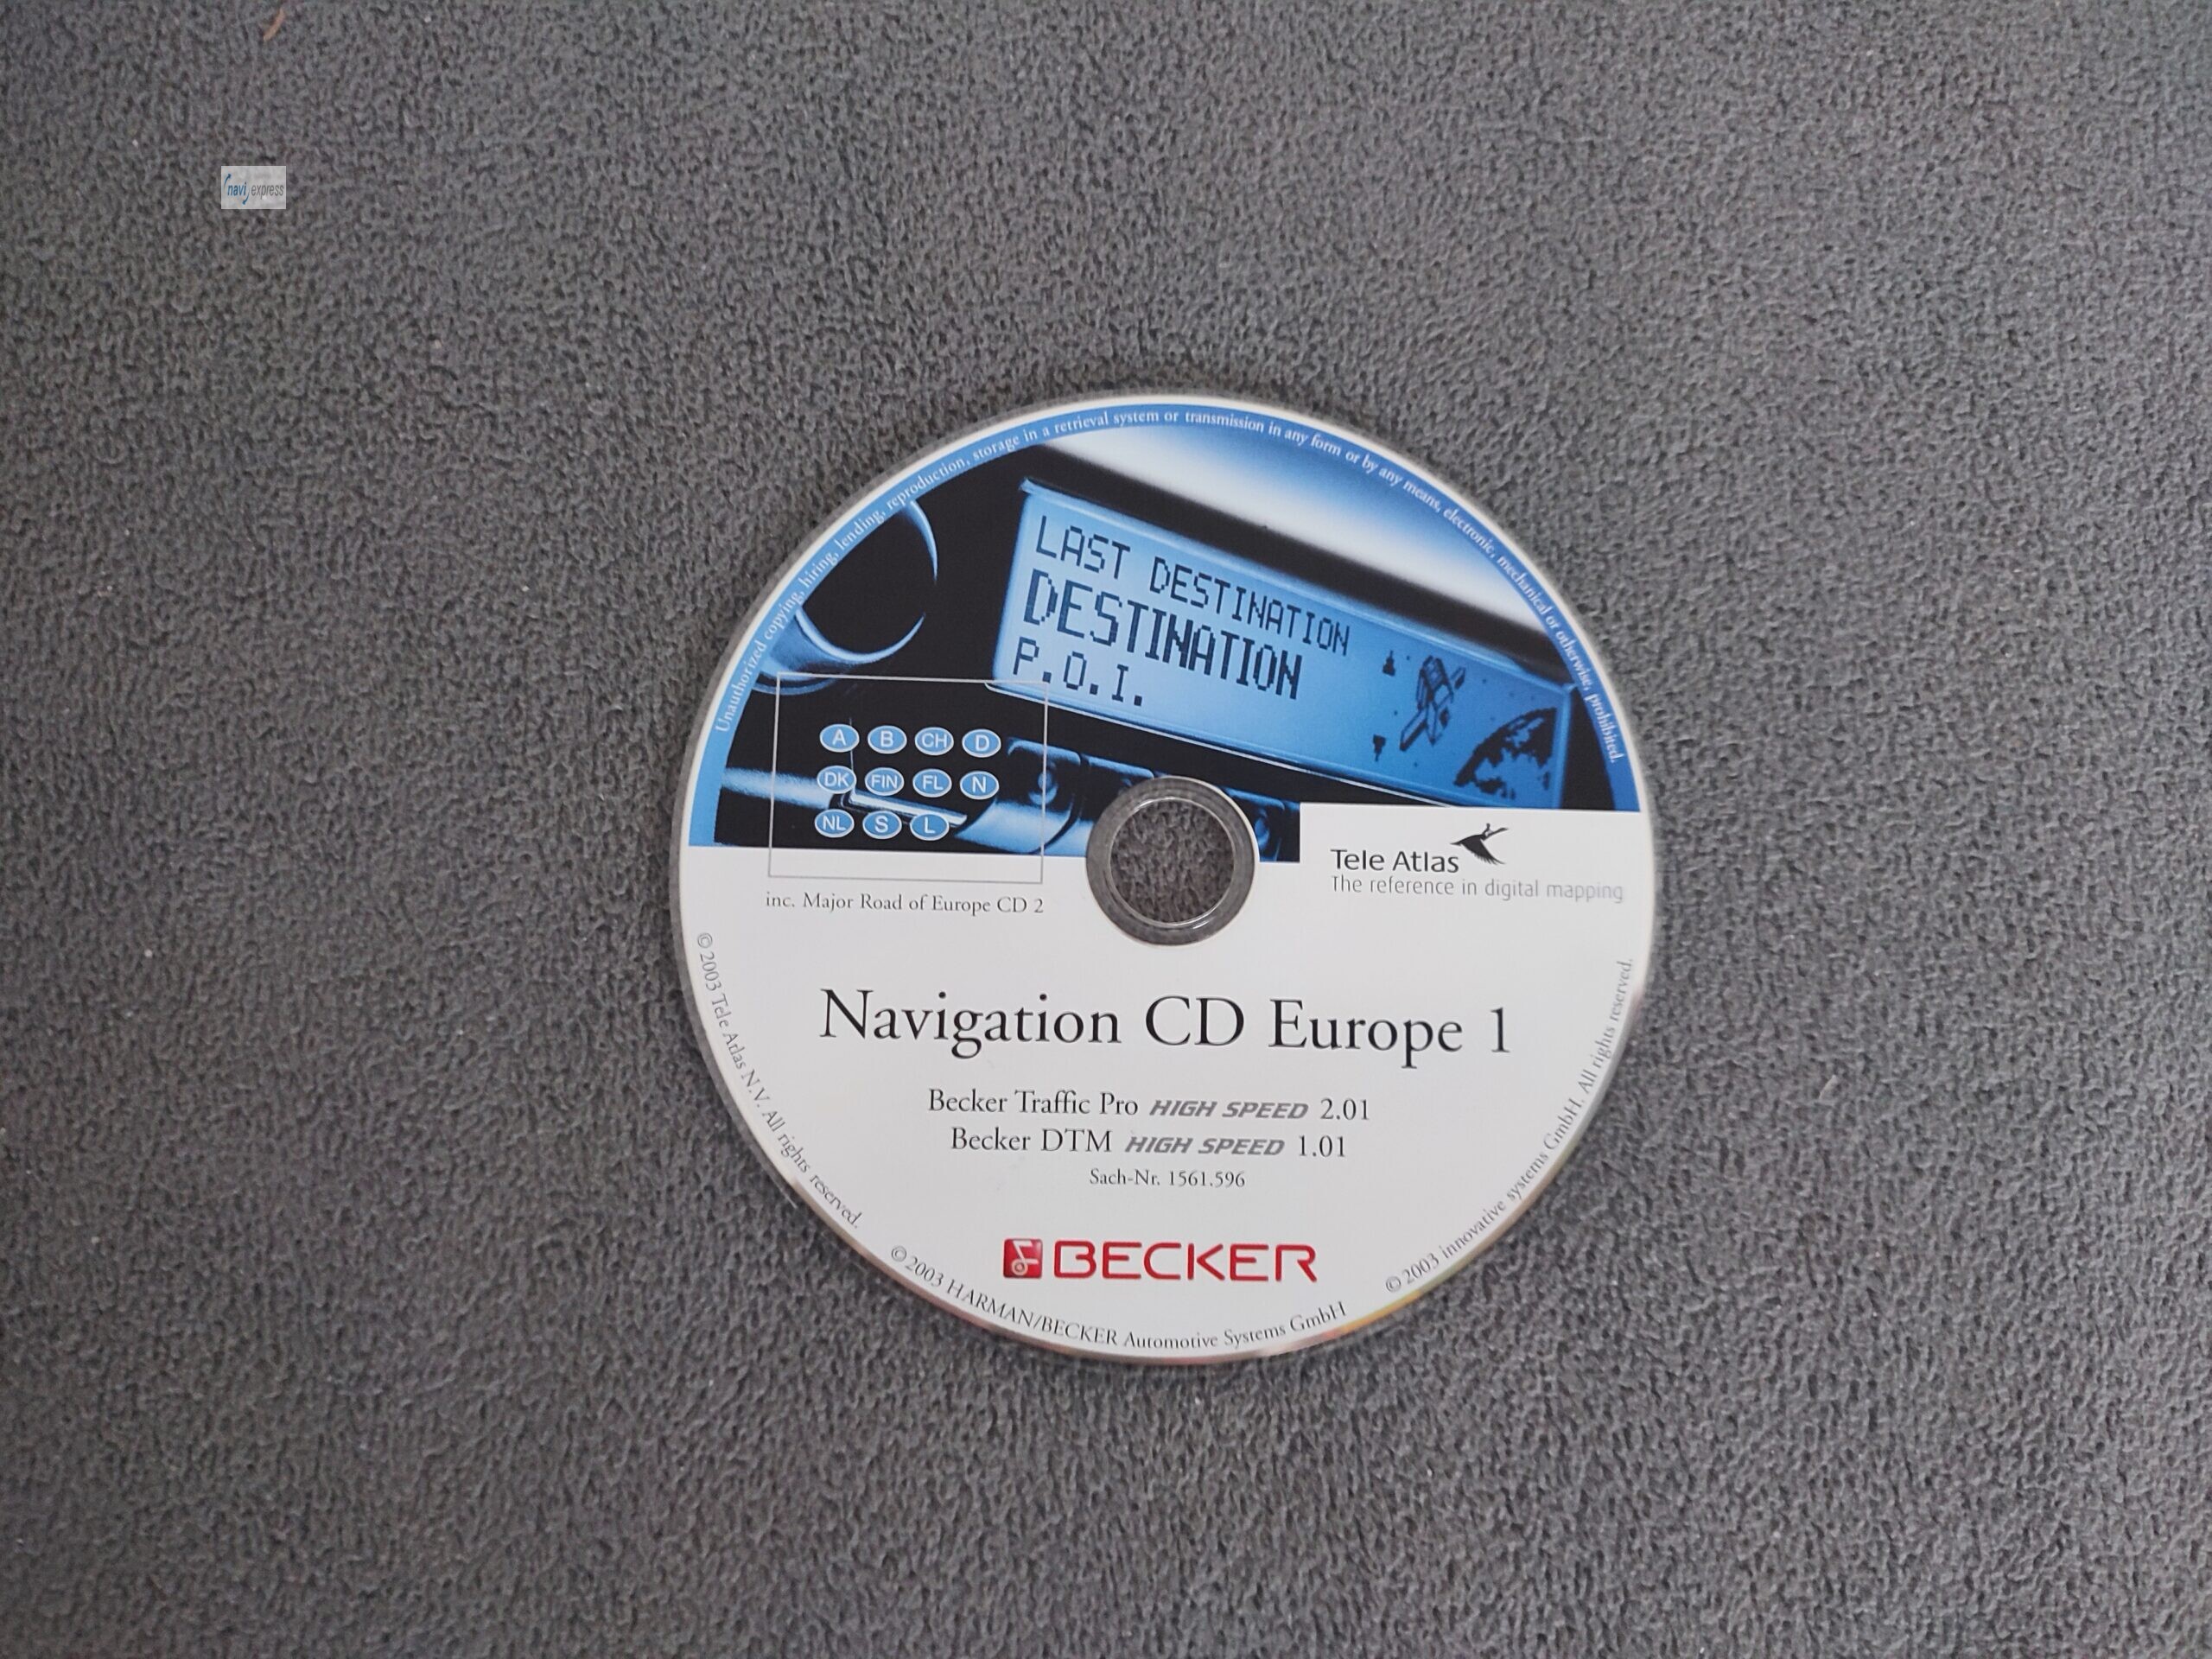 navi express
Unauthorized copying, hiring, lending, reproduction, storage in a retrieval system or transmission in any form or by any means, electronic, mechanical or otherwise, prohibited.
LAST DESTINATION
DESTINATION
P.O.I.
A B CH D
DK FIN FL N
NL S L
inc. Major Road of Europe CD 2
Tele Atlas
The reference in digital mapping
Navigation CD Europe 1
Becker Traffic Pro HIGH SPEED 2.01
Becker DTM HIGH SPEED 1.01
Sach-Nr. 1561.596
BECKER
© 2003 Tele Atlas N.V. All rights reserved.
© 2003 HARMAN/BECKER Automotive Systems GmbH
© 2003 innovative systems GmbH. All rights reserved.